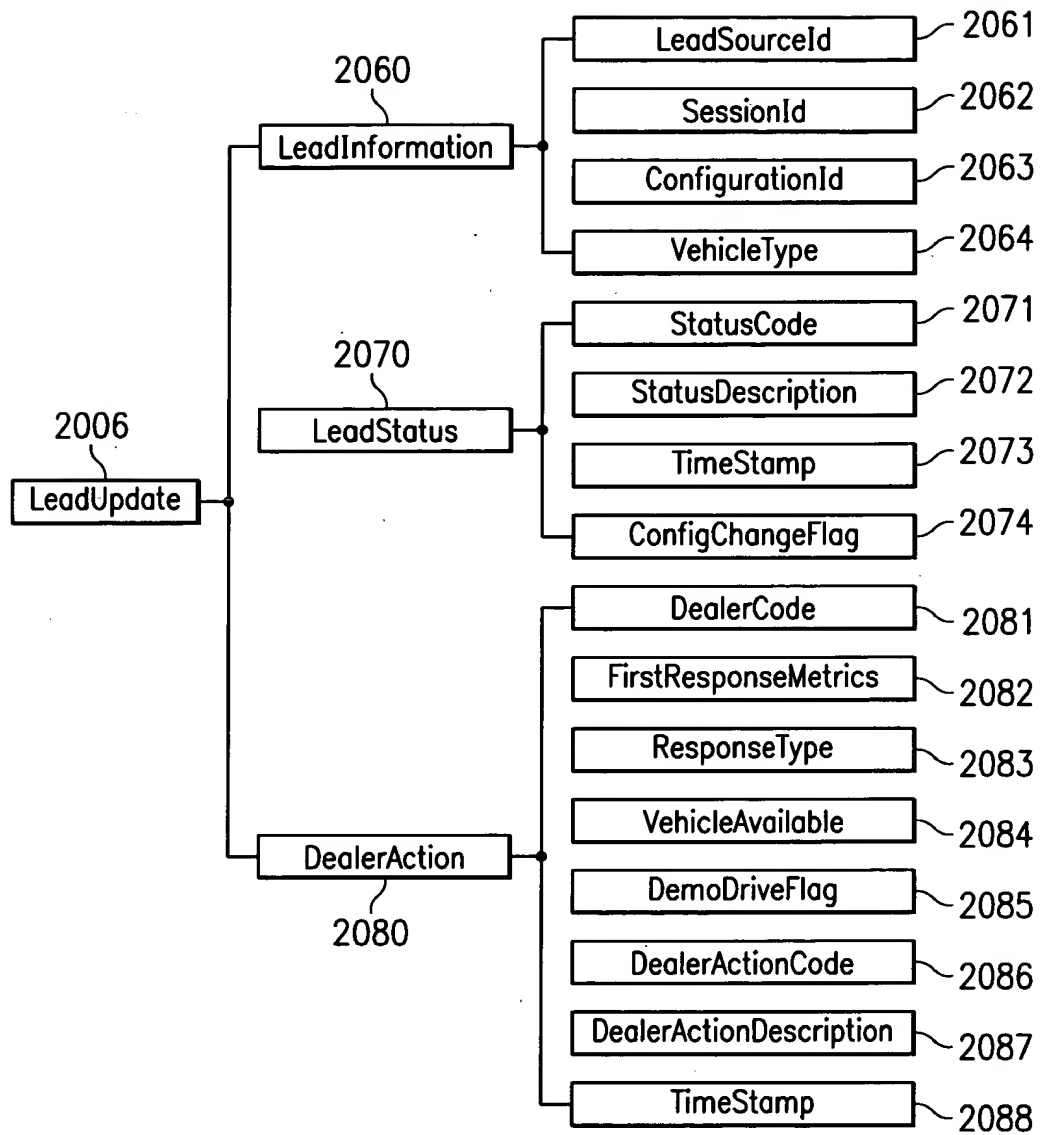 LeadSourceId 2061
2060
SessionId 2062
LeadInformation
ConfigurationId 2063
VehicleType 2064
StatusCode 2071
2070
StatusDescription 2072
LeadStatus
2006
TimeStamp 2073
LeadUpdate
ConfigChangeFlag 2074
DealerCode 2081
FirstResponseMetrics 2082
ResponseType 2083
VehicleAvailable 2084
DealerAction
DemoDriveFlag 2085
2080
DealerActionCode 2086
DealerActionDescription 2087
TimeStamp 2088